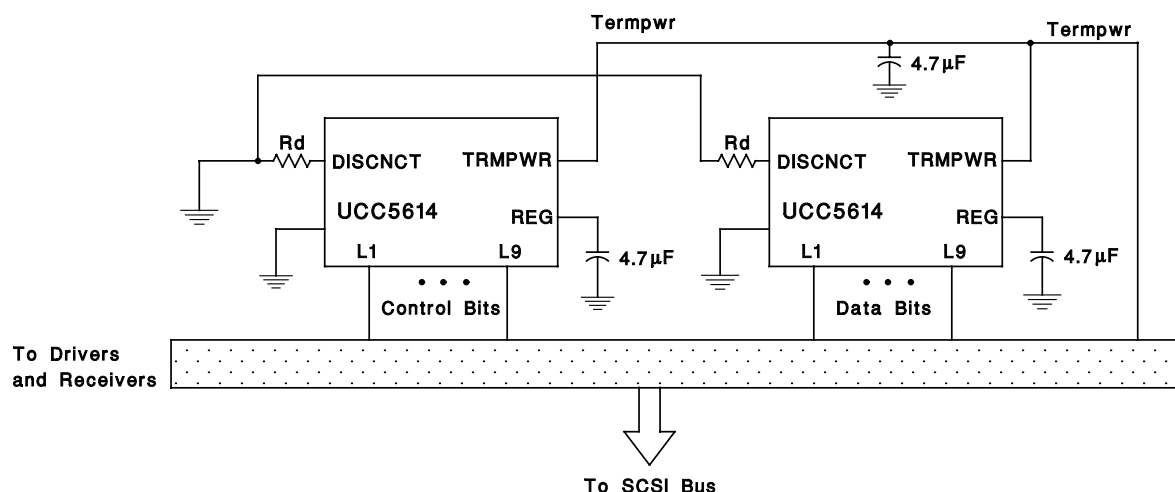 Termpwr
Termpwr
4.7µF
Rd
Rd
DISCNCT TRMPWR
DISCNCT TRMPWR
UCC5614
REG
UCC5614
REG
L1 L9
4.7µF
L1 L9
4.7µF
Control Bits
Data Bits
To Drivers
and Receivers
To SCSI Bus